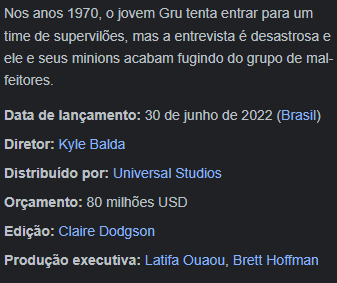 Nos anos 1970, o jovem Gru tenta entrar para um
time de supervilões, mas a entrevista é desastrosa e
ele e seus minions acabam fugindo do grupo de mal-
feitores.
Data de lançamento: 30 de junho de 2022 (Brasil)
Diretor: Kyle Balda
Distribuído por: Universal Studios
Orçamento: 80 milhões USD
Edição: Claire Dodgson
Produção executiva: Latifa Ouaou, Brett Hoffman